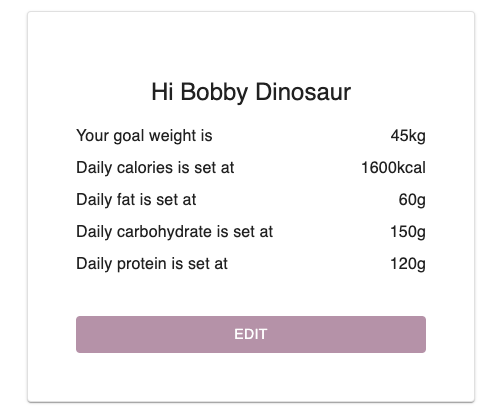 Hi Bobby Dinosaur
Your goal weight is 45kg
Daily calories is set at 1600kcal
Daily fat is set at 60g
Daily carbohydrate is set at 150g
Daily protein is set at 120g
EDIT